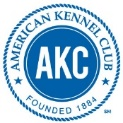 AMERICAN KENNEL CLUB
AKC
FOUNDED 1884
SM